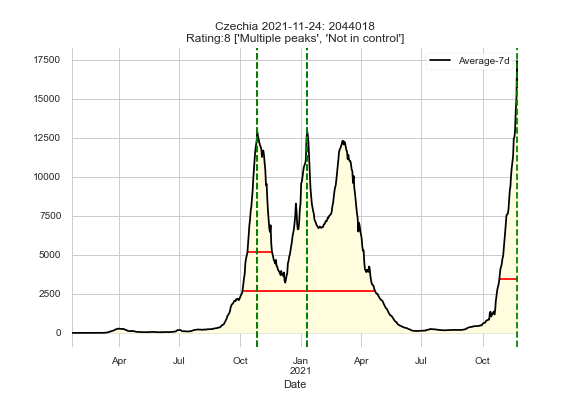 Czechia 2021-11-24: 2044018
Rating:8 ['Multiple peaks', 'Not in control']
Average-7d
17500
15000
12500
10000
7500
5000
2500
0
Apr Jul Oct Jan Apr Jul Oct
2021
Date